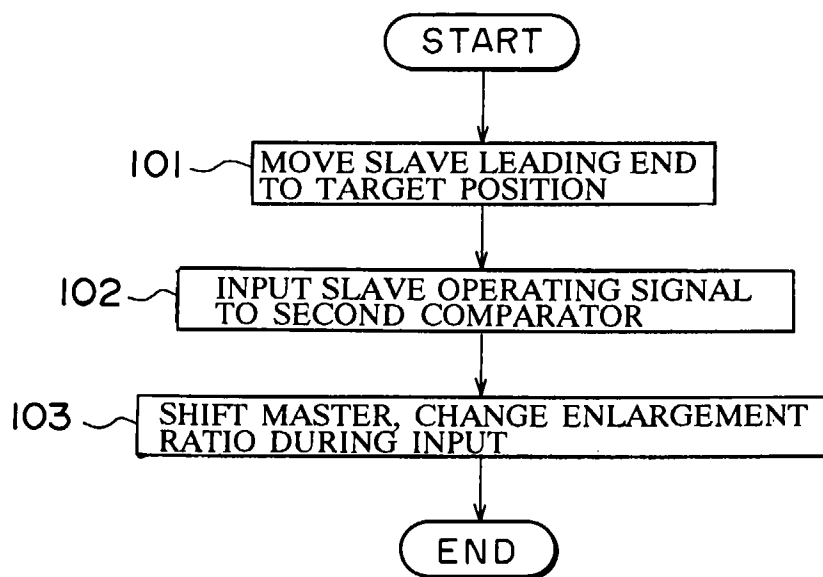 START
101
MOVE SLAVE LEADING END
TO TARGET POSITION
102
INPUT SLAVE OPERATING SIGNAL
TO SECOND COMPARATOR
103
SHIFT MASTER, CHANGE ENLARGEMENT
RATIO DURING INPUT
END